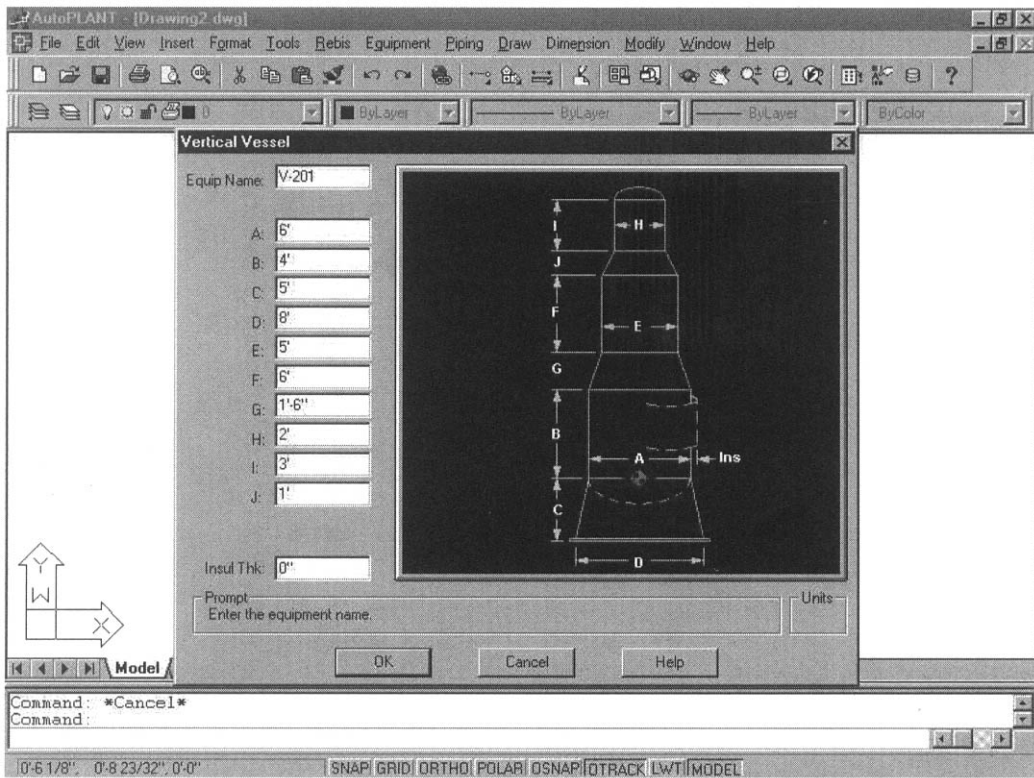 AutoPLANT - [Drawing2.dwg]
File Edit View Insert Format Tools Rebis Equipment Piping Draw Dimension Modify Window Help
0 ByLayer ByLayer ByLayer ByColor
Vertical Vessel
Equip Name: V-201
A: 6'
B: 4'
C: 5'
D: 8'
E: 5'
F: 6'
G: 1'-6"
H: 2'
I: 3'
J: 1'
Insul Thk: 0"
I
H
J
F
E
G
B
A
Ins
C
D
Prompt
Enter the equipment name.
Units
OK Cancel Help
Y
W
X
Model
Command: *Cancel*
Command:
0'-6 1/8", 0'-8 23/32", 0'-0" SNAP GRID ORTHO POLAR OSNAP OTRACK LWT MODEL